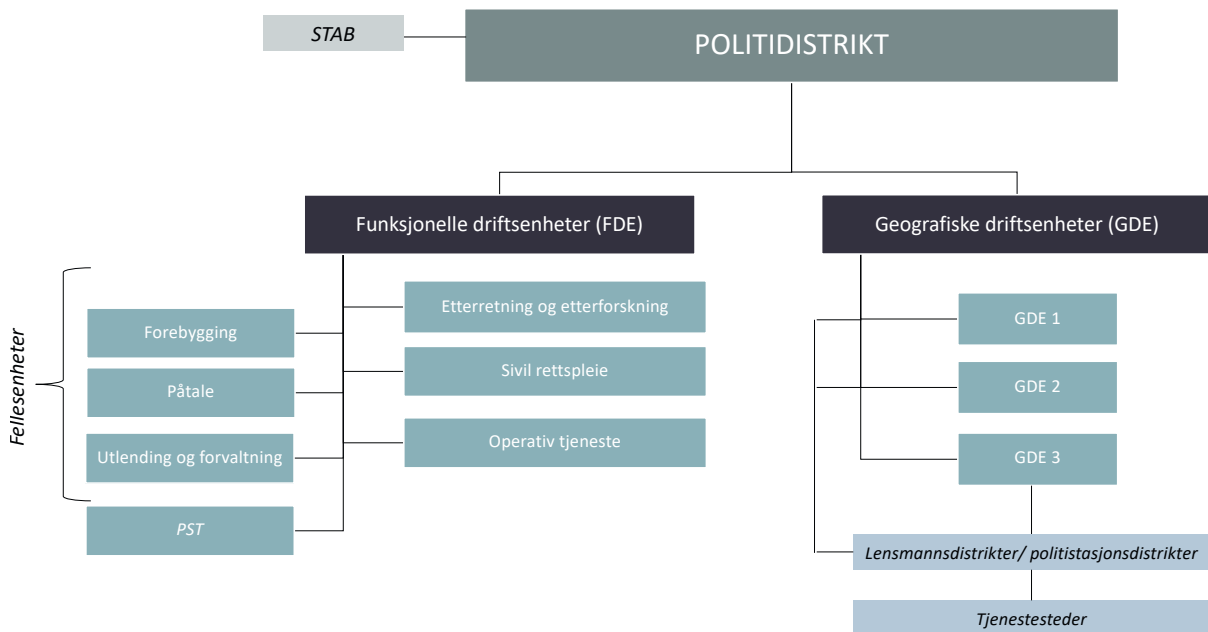 STAB
POLITIDISTRIKT
Funksjonelle driftsenheter (FDE)
Geografiske driftsenheter (GDE)
Fellesenheter
Forebygging
Påtale
Utlending og forvaltning
PST
Etterretning og etterforskning
Sivil rettspleie
Operativ tjeneste
GDE 1
GDE 2
GDE 3
Lensmannsdistrikter/ politistasjonsdistrikter
Tjenestesteder